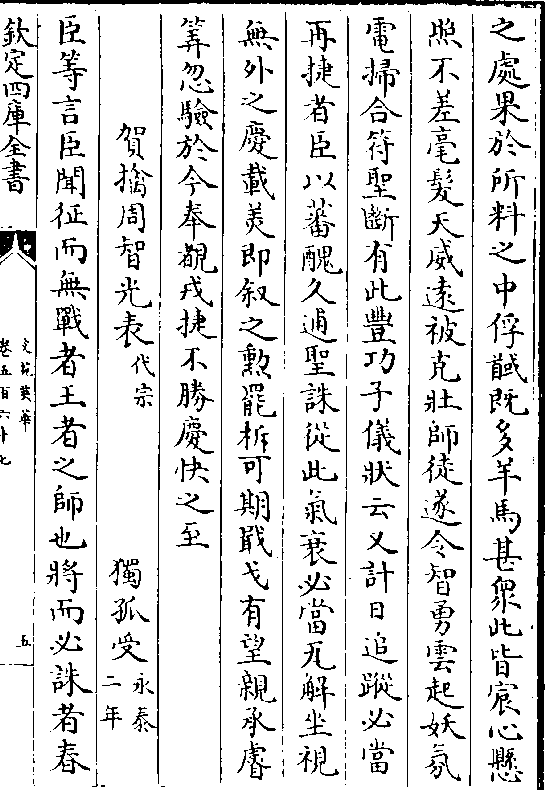 之處果於所料之中俘馘既多羊馬甚衆此皆宸心懸
照不差毫髮天威遠被克壯師徒遂令智勇雲起妖氛
電掃合符聖斷有此豐功子儀狀云又計日追蹤必當
再捷者臣以蕃醜久逋聖誅從此氣衰必當瓦解坐視
無外之慶載美即叙之勲罷柝可期戢戈有望親承睿
筭忽驗於今奉覩戎捷不勝慶快之至
賀擒周智光表代宗 獨孤受永泰二年
臣等言臣聞征而無戰者王者之師也將而必誅者春
欽定四庫全書
文苑英華
卷五百六十七
五